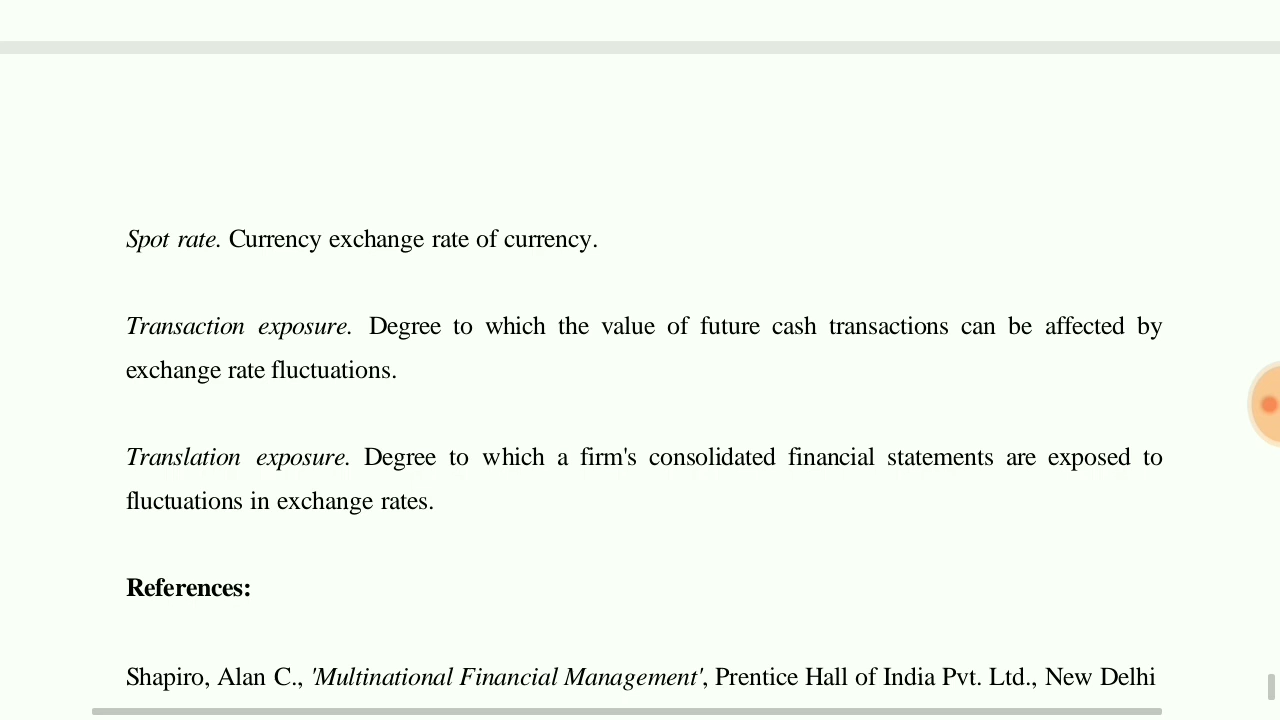 Spot rate. Currency exchange rate of currency.
Transaction exposure. Degree to which the value of future cash transactions can be affected by
exchange rate fluctuations.
Translation exposure. Degree to which a firm's consolidated financial statements are exposed to
fluctuations in exchange rates.
References:
Shapiro, Alan C., 'Multinational Financial Management', Prentice Hall of India Pvt. Ltd., New Delhi